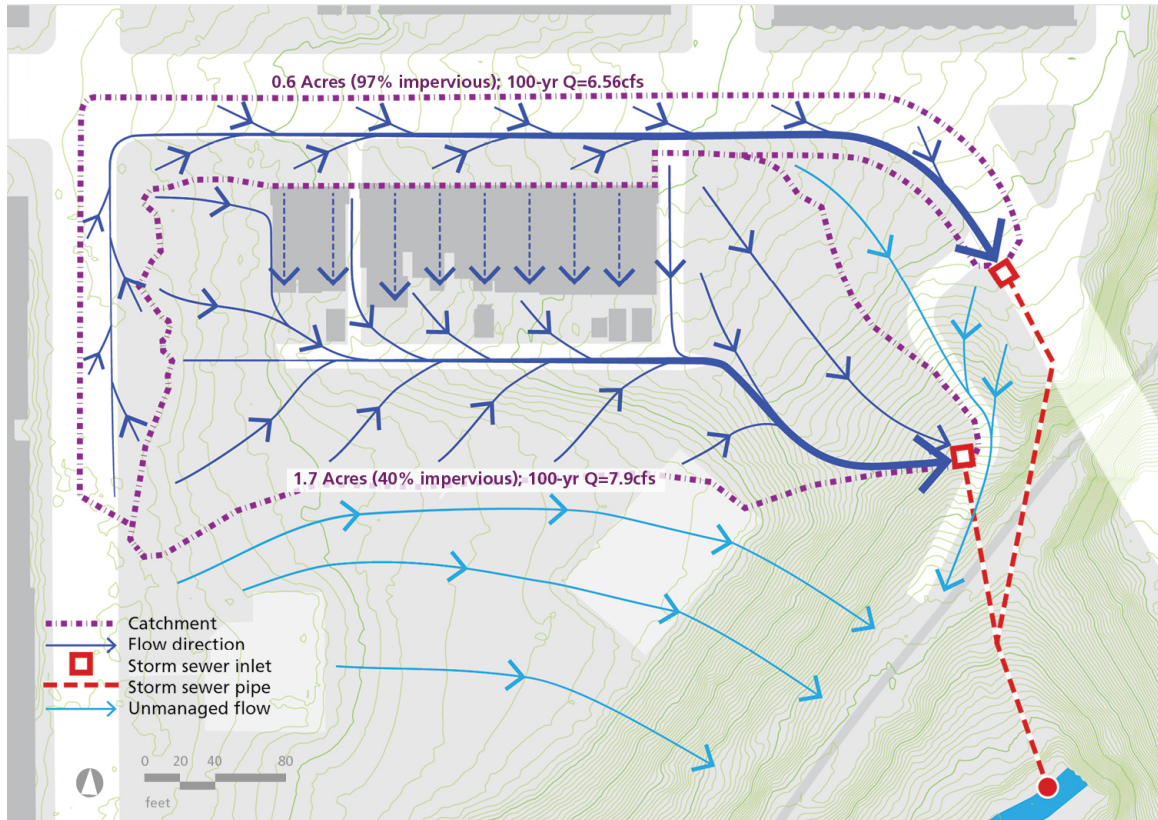 0.6 Acres (97% impervious); 100-yr Q=6.56cfs
1.7 Acres (40% impervious); 100-yr Q=7.9cfs
Catchment
Flow direction
Storm sewer inlet
Storm sewer pipe
Unmanaged flow
0 20 40 80
feet